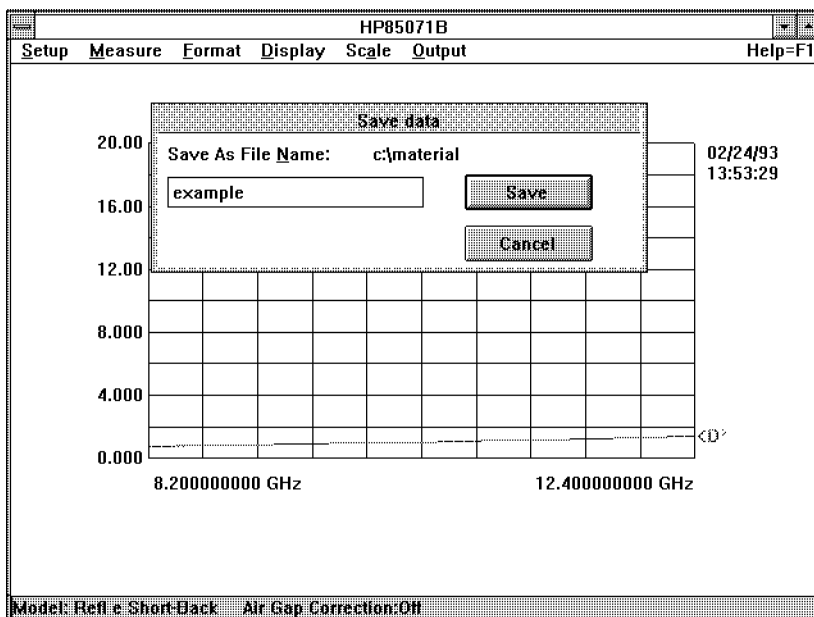 HP85071B
Setup Measure Format Display Scale Output Help=F1
Save data
Save As File Name: c:\material
example
Save
Cancel
02/24/93
13:53:29
20.00
16.00
12.00
8.000
4.000
0.000
<D>
8.200000000 GHz 12.400000000 GHz
Model: Refl e Short-Back Air Gap Correction:Off